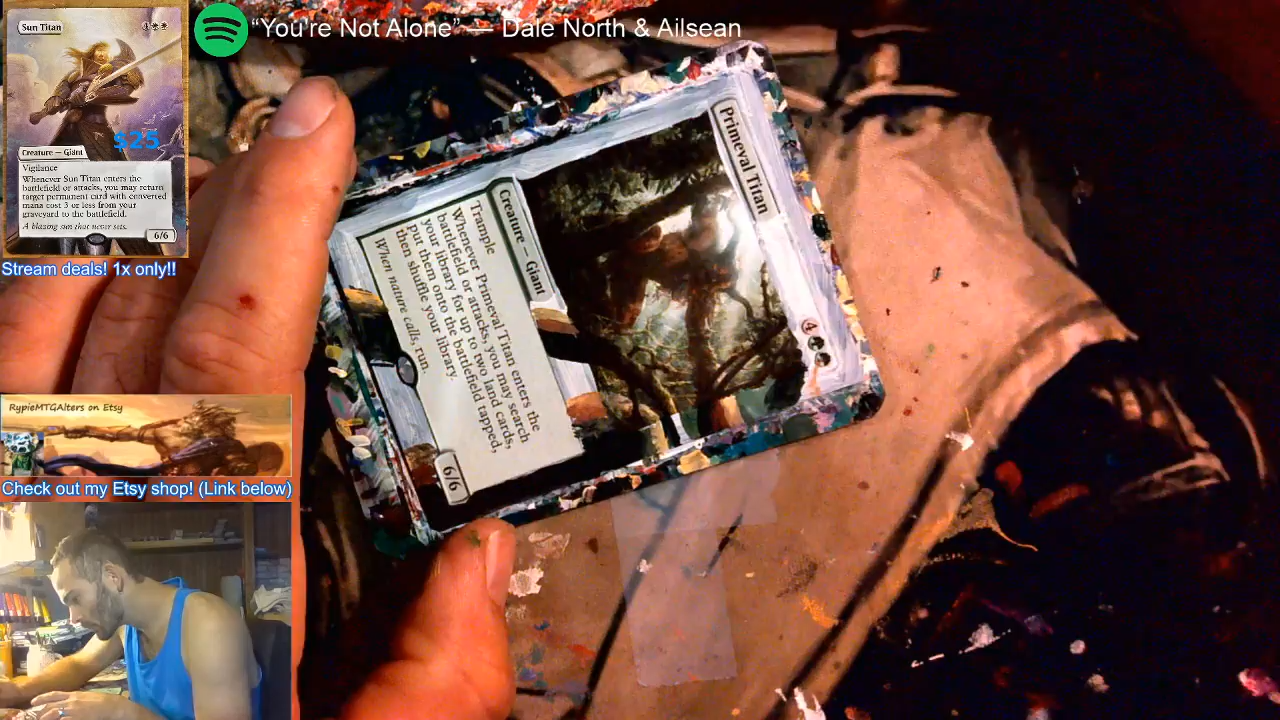 "You're Not Alone" — Dale North & Ailsean
Sun Titan
$25
Creature — Giant
Vigilance
Whenever Sun Titan enters the
battlefield or attacks, you may return
target permanent card with converted
mana cost 3 or less from your
graveyard to the battlefield.
A blazing sun that never sets.
6/6
Stream deals! 1x only!!
RypieMTGAlters on Etsy
Check out my Etsy shop! (Link below)
Primeval Titan
4
Creature — Giant
Trample
Whenever Primeval Titan enters the
battlefield or attacks, you may search
your library for up to two land cards,
put them onto the battlefield tapped,
then shuffle your library.
When nature calls, run.
6/6